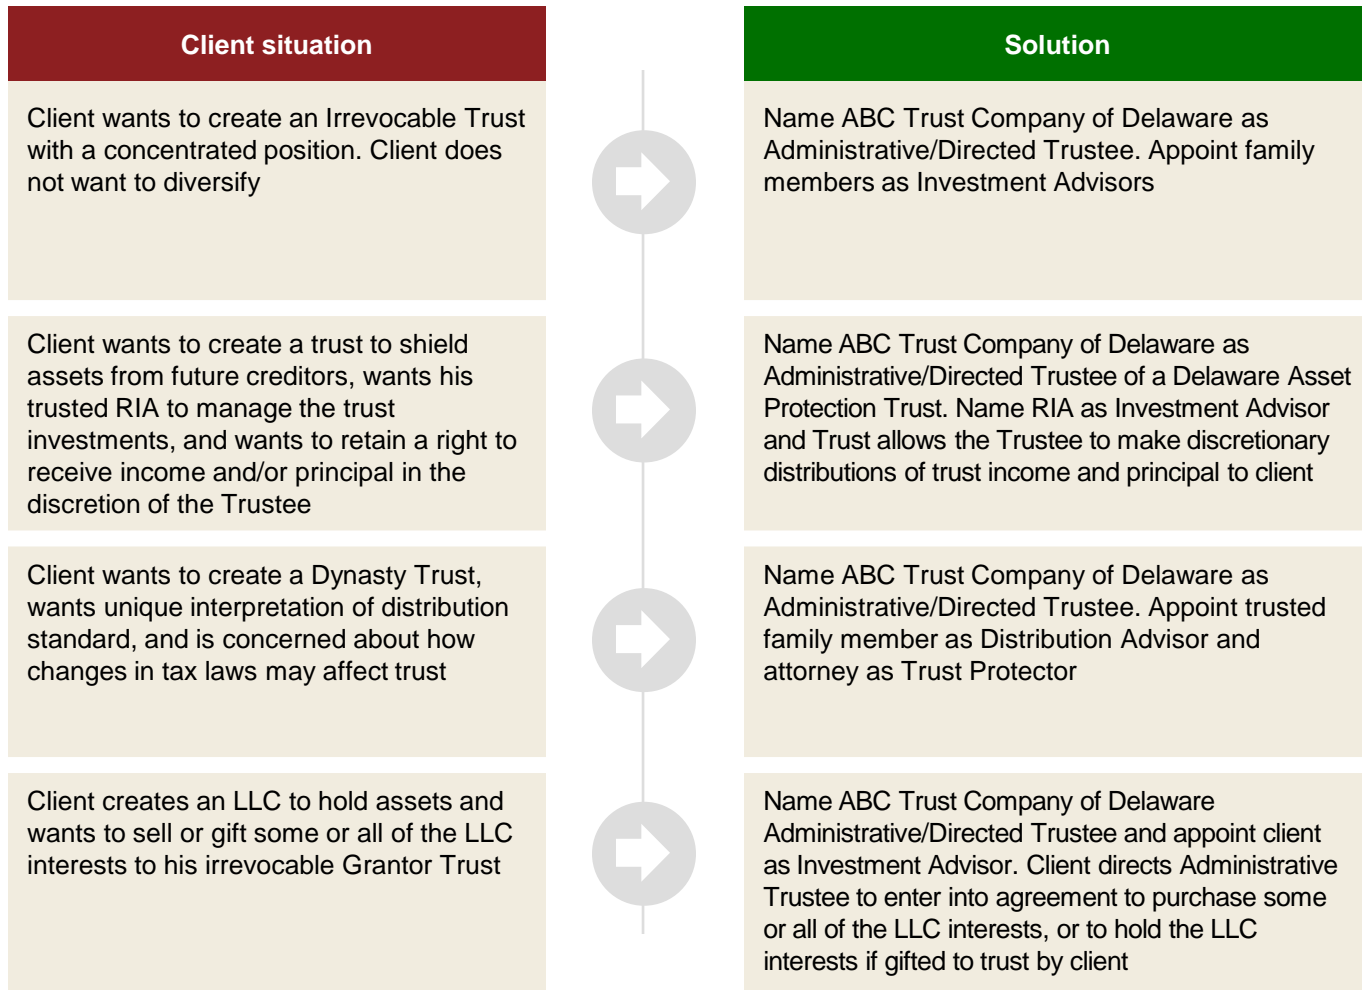 Client situation
Solution
Client wants to create an Irrevocable Trust
with a concentrated position. Client does
not want to diversify
Name ABC Trust Company of Delaware as
Administrative/Directed Trustee. Appoint family
members as Investment Advisors
Client wants to create a trust to shield
assets from future creditors, wants his
trusted RIA to manage the trust
investments, and wants to retain a right to
receive income and/or principal in the
discretion of the Trustee
Name ABC Trust Company of Delaware as
Administrative/Directed Trustee of a Delaware Asset
Protection Trust. Name RIA as Investment Advisor
and Trust allows the Trustee to make discretionary
distributions of trust income and principal to client
Client wants to create a Dynasty Trust,
wants unique interpretation of distribution
standard, and is concerned about how
changes in tax laws may affect trust
Name ABC Trust Company of Delaware as
Administrative/Directed Trustee. Appoint trusted
family member as Distribution Advisor and
attorney as Trust Protector
Client creates an LLC to hold assets and
wants to sell or gift some or all of the LLC
interests to his irrevocable Grantor Trust
Name ABC Trust Company of Delaware
Administrative/Directed Trustee and appoint client
as Investment Advisor. Client directs Administrative
Trustee to enter into agreement to purchase some
or all of the LLC interests, or to hold the LLC
interests if gifted to trust by client